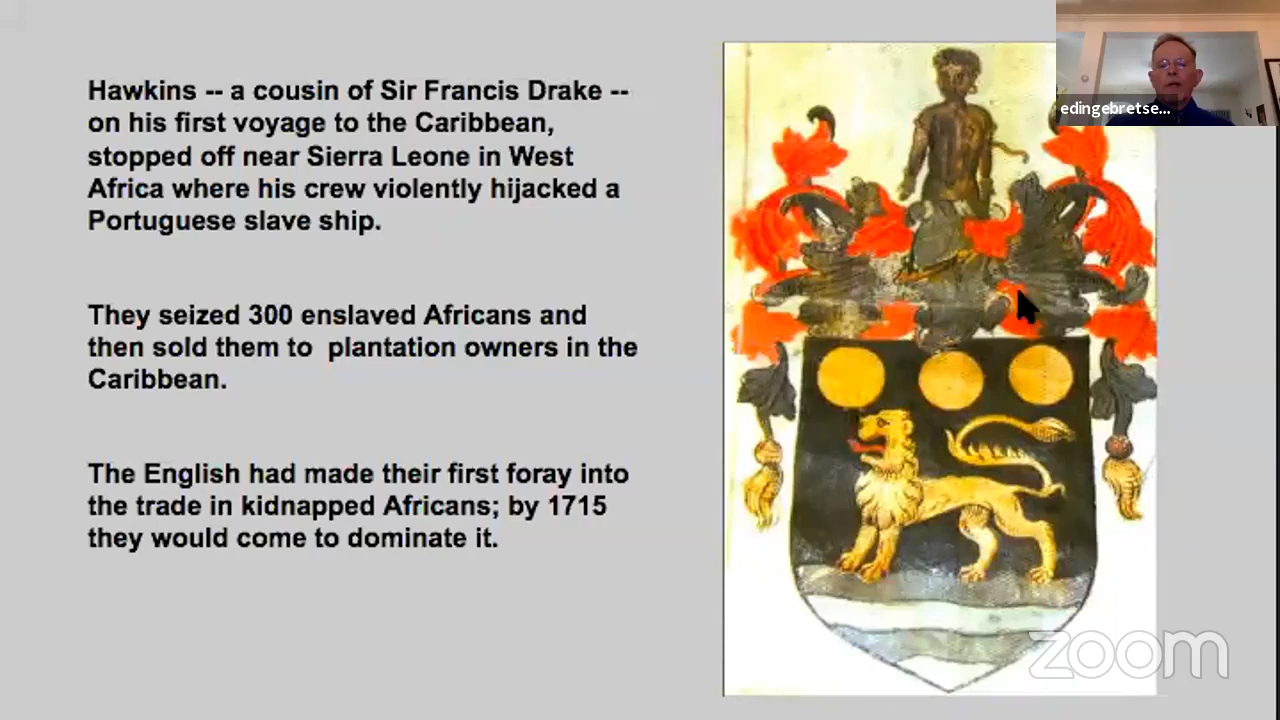 Hawkins -- a cousin of Sir Francis Drake --
on his first voyage to the Caribbean,
stopped off near Sierra Leone in West
Africa where his crew violently hijacked a
Portuguese slave ship.
They seized 300 enslaved Africans and
then sold them to  plantation owners in the
Caribbean.
The English had made their first foray into
the trade in kidnapped Africans; by 1715
they would come to dominate it.
edingebretse...
zoom